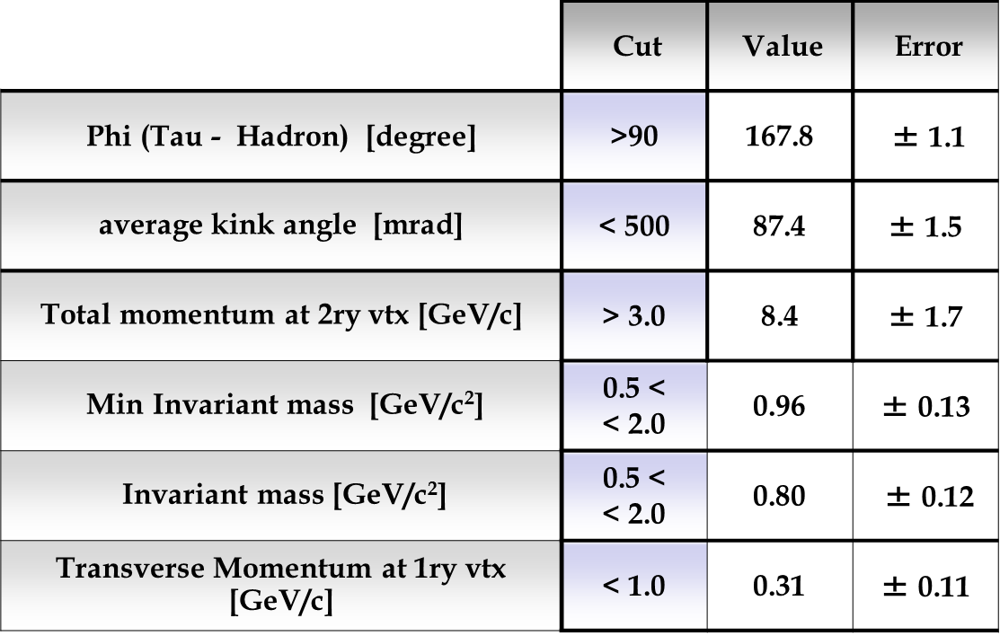 Cut Value Error
Phi (Tau - Hadron) [degree] >90 167.8 ± 1.1
average kink angle [mrad] < 500 87.4 ± 1.5
Total momentum at 2ry vtx [GeV/c] > 3.0 8.4 ± 1.7
Min Invariant mass [GeV/c²] 0.5 <
< 2.0 0.96 ± 0.13
Invariant mass [GeV/c²] 0.5 <
< 2.0 0.80 ± 0.12
Transverse Momentum at 1ry vtx
[GeV/c] < 1.0 0.31 ± 0.11